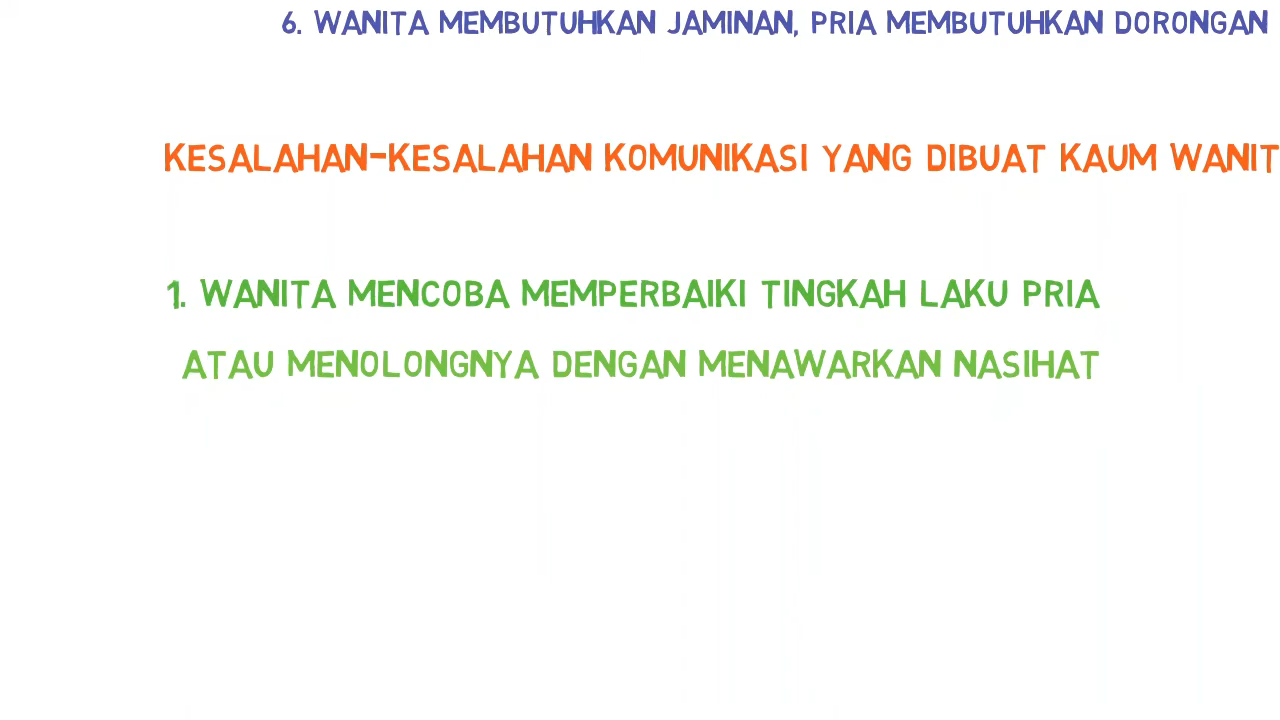 6. WANITA MEMBUTUHKAN JAMINAN, PRIA MEMBUTUHKAN DORONGAN
KESALAHAN-KESALAHAN KOMUNIKASI YANG DIBUAT KAUM WANIT
1. WANITA MENCOBA MEMPERBAIKI TINGKAH LAKU PRIA
ATAU MENOLONGNYA DENGAN MENAWARKAN NASIHAT